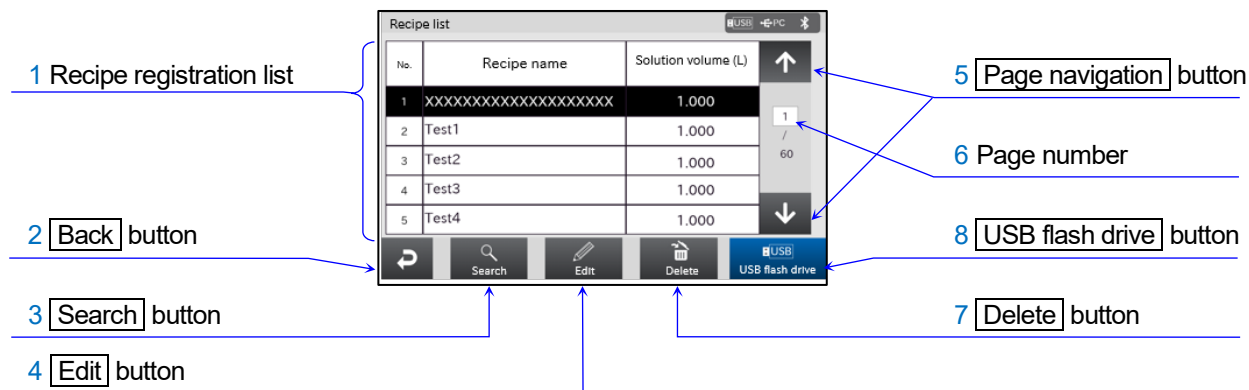 Recipe list
USB PC
No. Recipe name Solution volume (L)
1 XXXXXXXXXXXXXXXXXXXX 1.000
2 Test1 1.000
3 Test2 1.000
4 Test3 1.000
5 Test4 1.000
1
/
60
Search Edit Delete USB
USB flash drive
1 Recipe registration list
2 Back button
3 Search button
4 Edit button
5 Page navigation button
6 Page number
8 USB flash drive button
7 Delete button